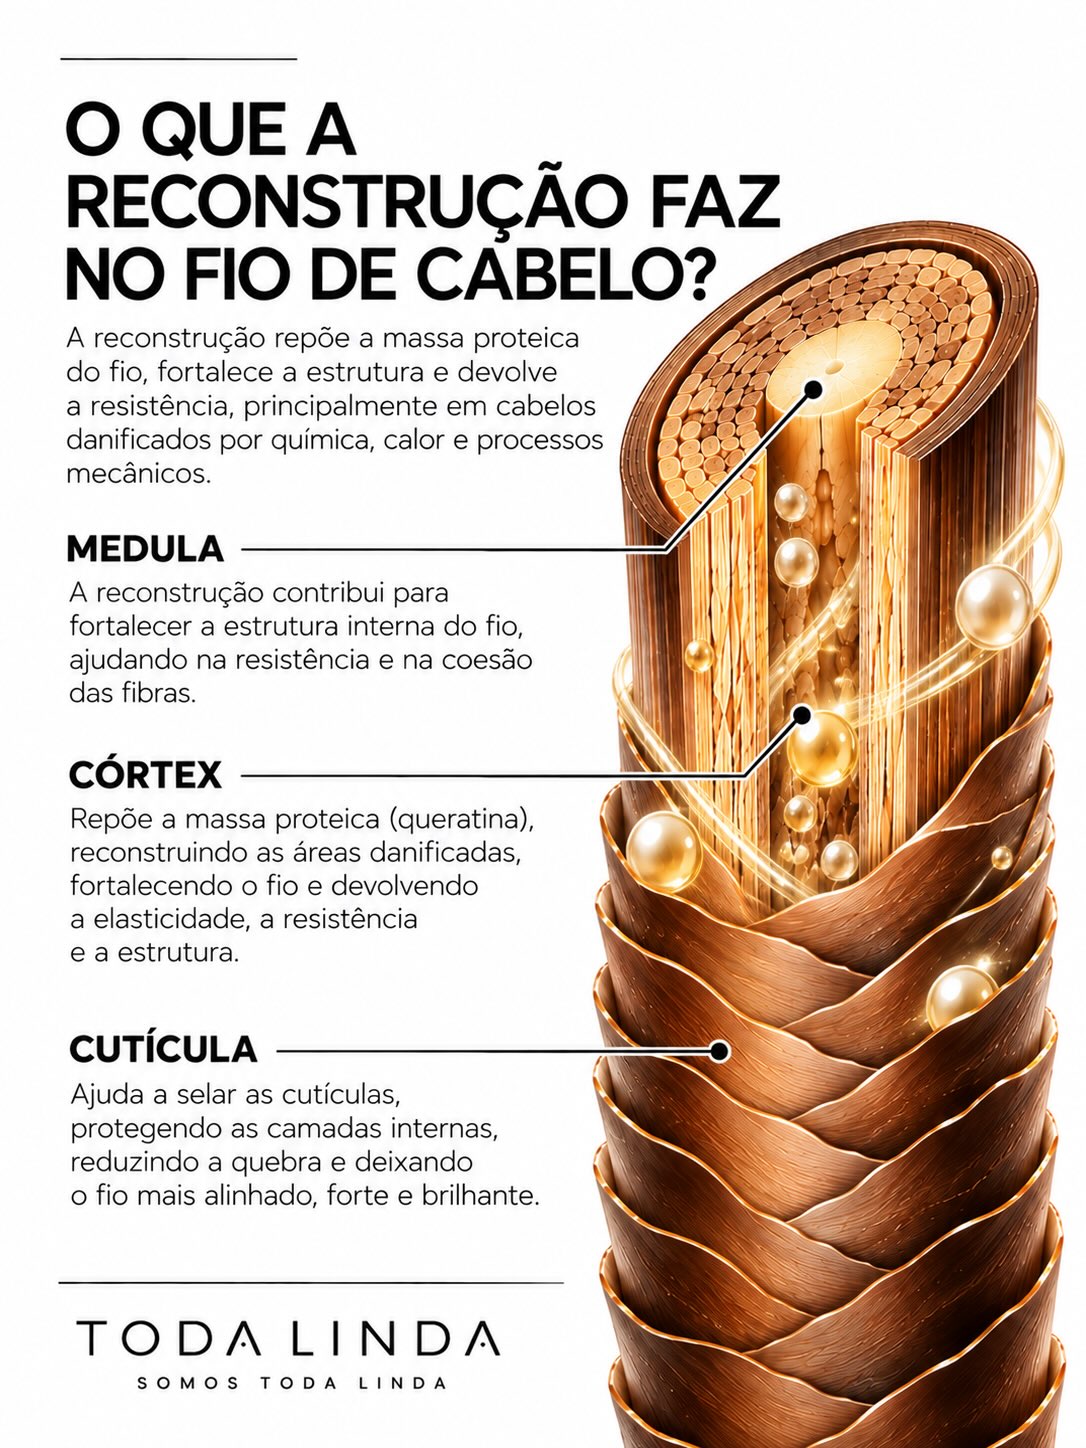 O QUE A
RECONSTRUÇÃO FAZ
NO FIO DE CABELO?
A reconstrução repõe a massa proteica
do fio, fortalece a estrutura e devolve
a resistência, principalmente em cabelos
danificados por química, calor e processos
mecânicos.
MEDULA
A reconstrução contribui para
fortalecer a estrutura interna do fio,
ajudando na resistência e na coesão
das fibras.
CÓRTEX
Repõe a massa proteica (queratina),
reconstruindo as áreas danificadas,
fortalecendo o fio e devolvendo
a elasticidade, a resistência
e a estrutura.
CUTÍCULA
Ajuda a selar as cutículas,
protegendo as camadas internas,
reduzindo a quebra e deixando
o fio mais alinhado, forte e brilhante.
TODA LINDA
SOMOS TODA LINDA